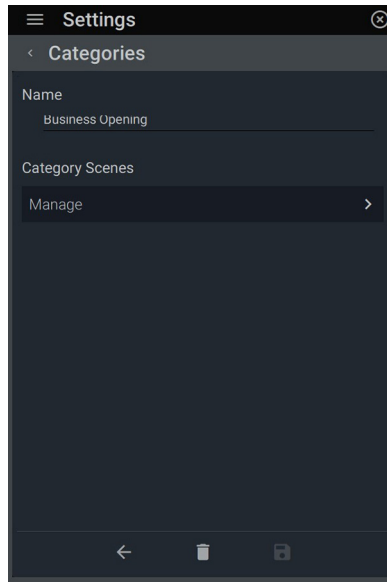 Settings
Categories
Name
Business Opening
Category Scenes
Manage